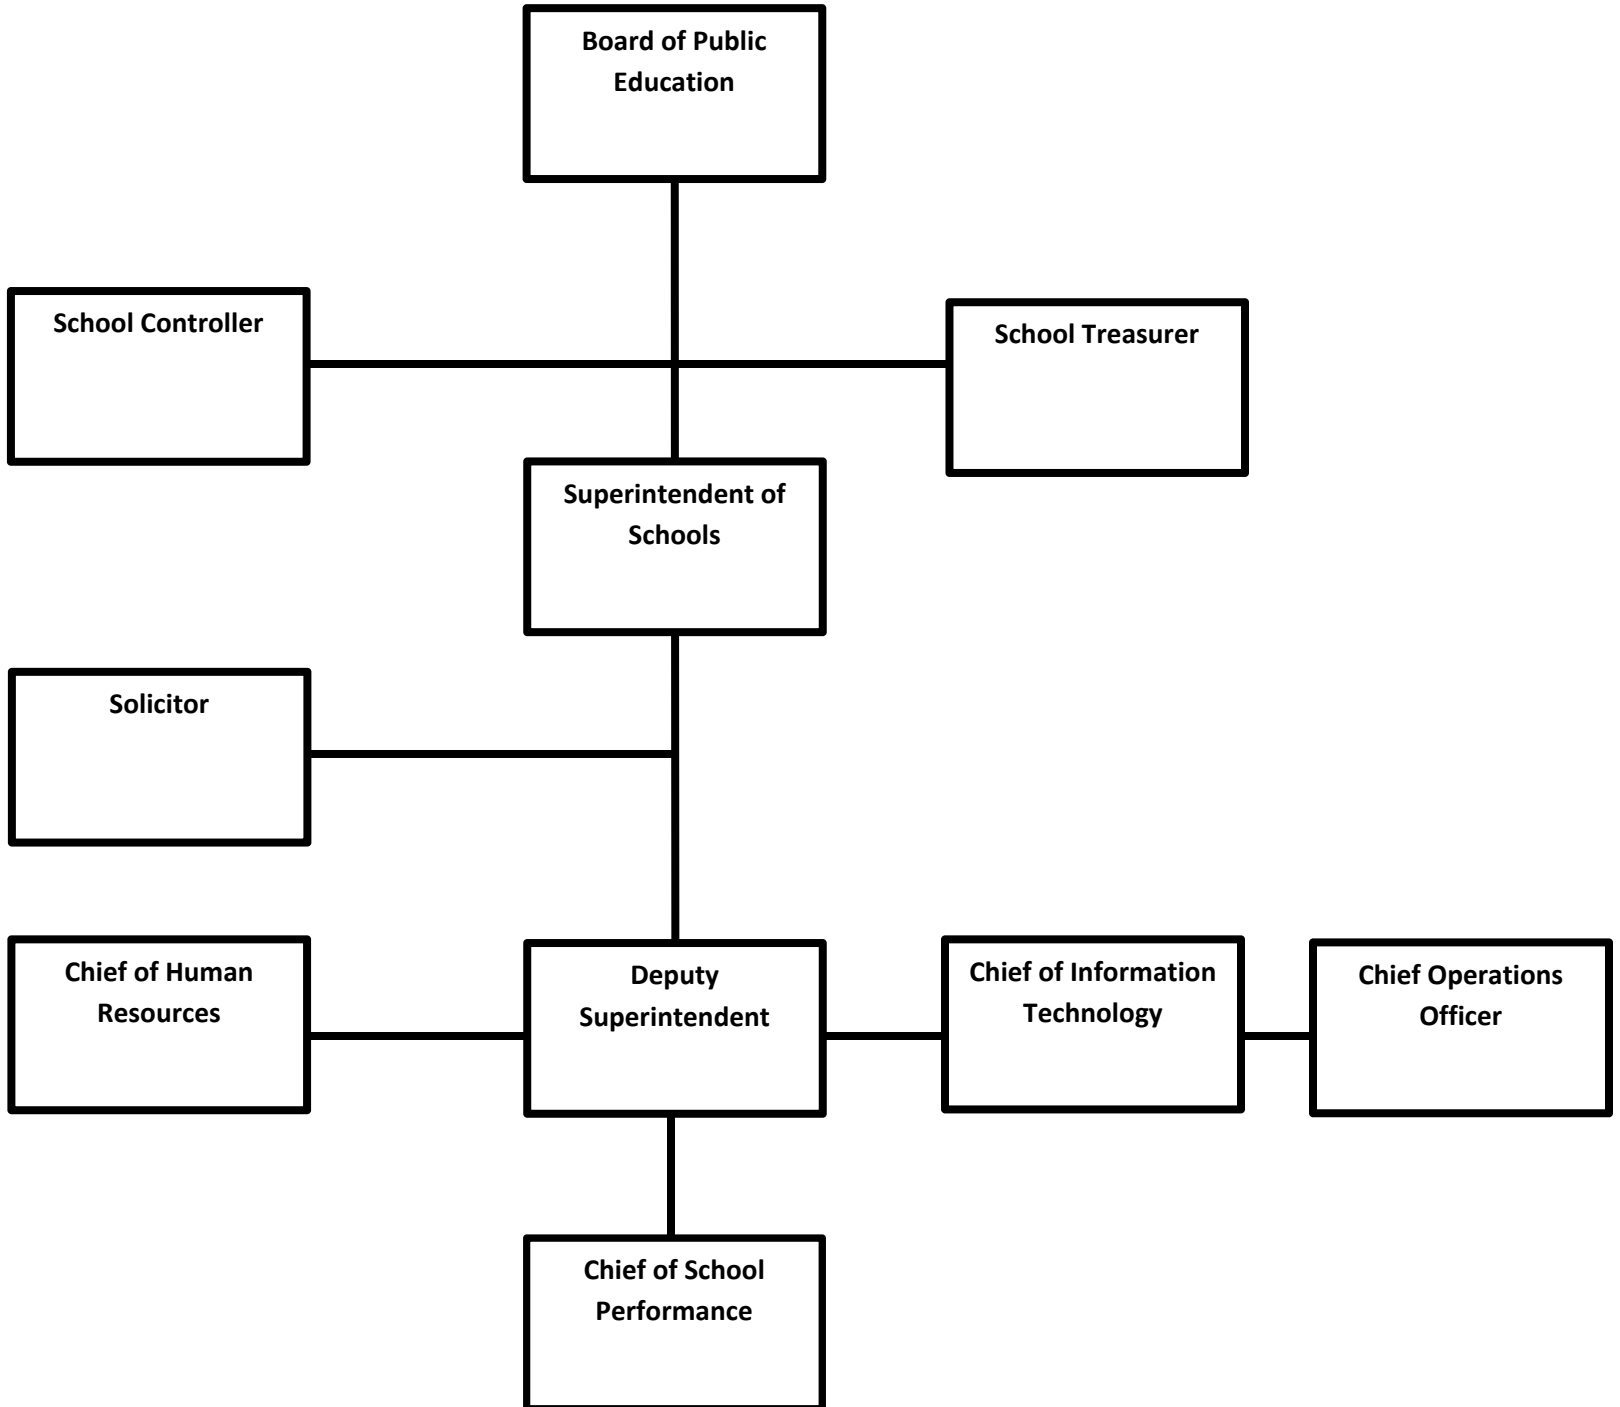 Board of Public
Education
School Controller
School Treasurer
Superintendent of
Schools
Solicitor
Chief of Human
Resources
Deputy
Superintendent
Chief of Information
Technology
Chief Operations
Officer
Chief of School
Performance